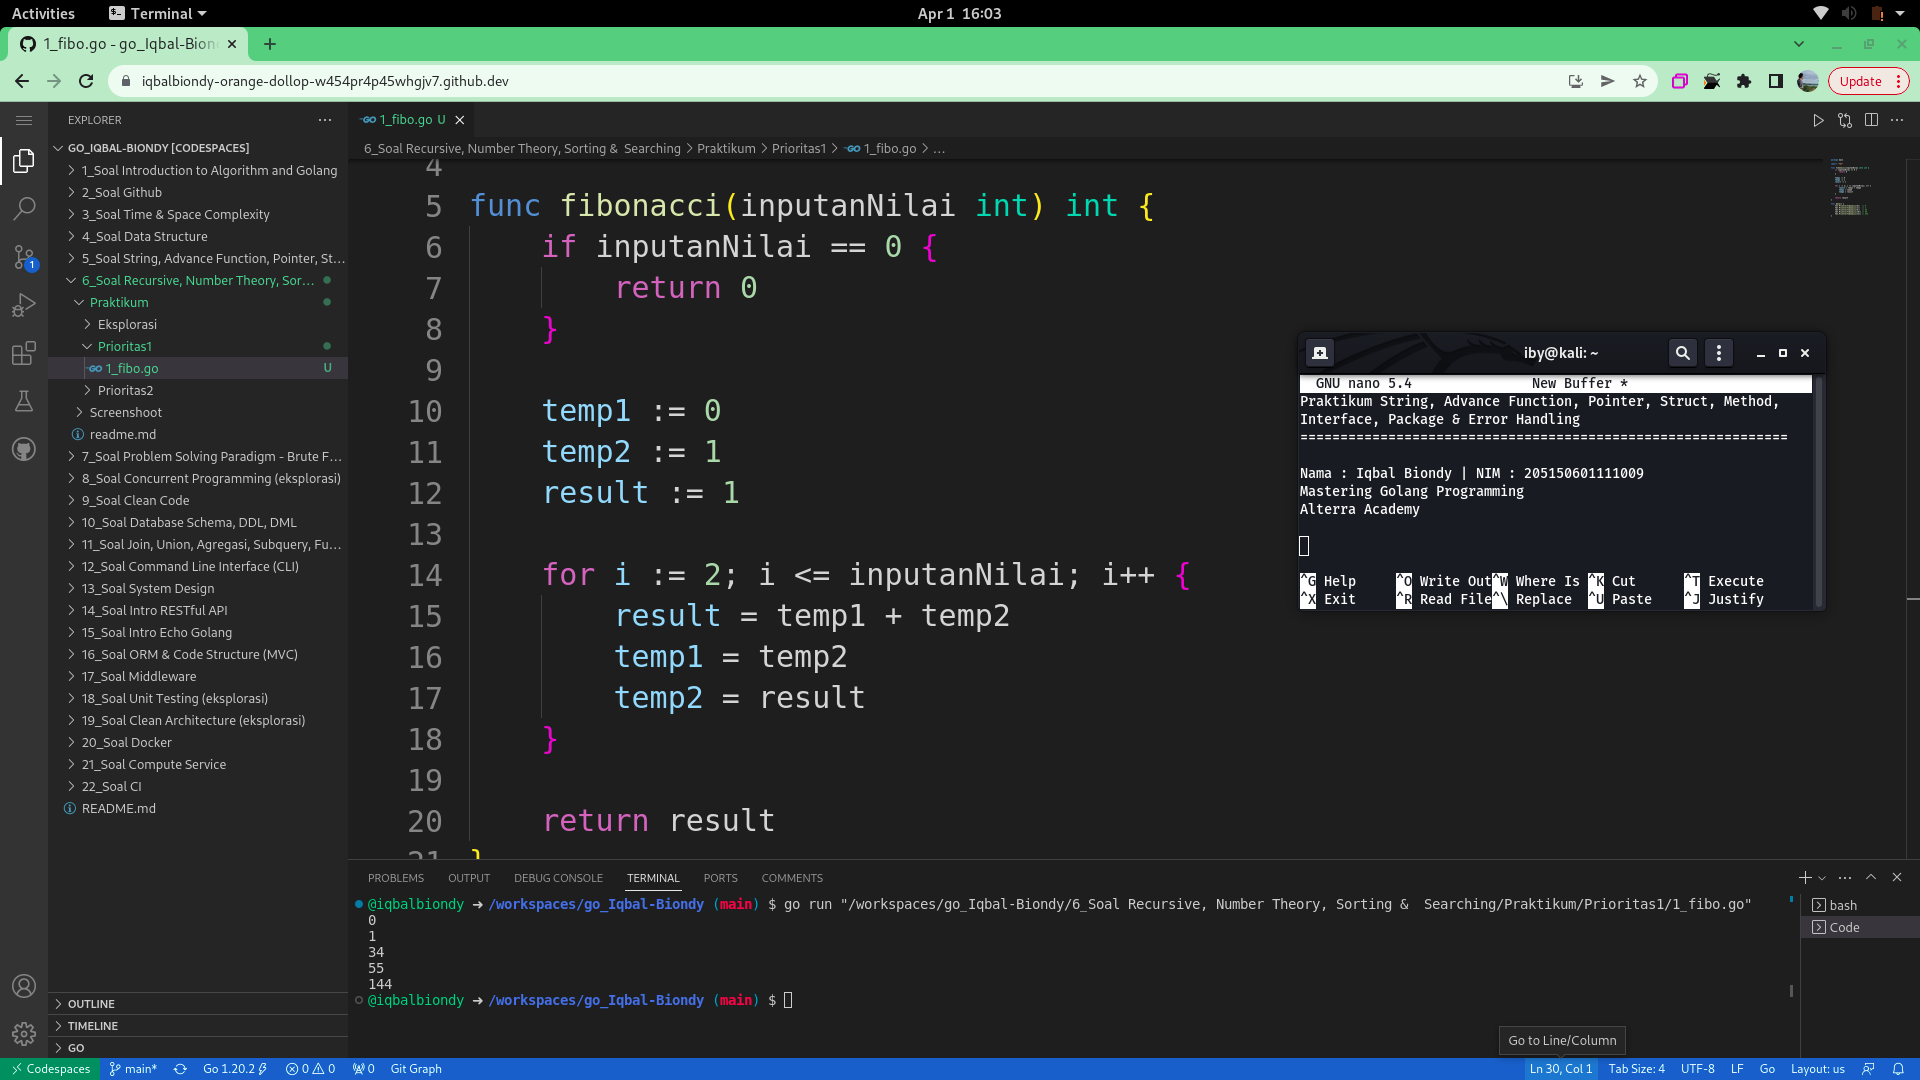 Activities Terminal Apr 1 16:03
1_fibo.go - go_Iqbal-Bion
iqbalbiondy-orange-dollop-w454pr4p45whgjv7.github.dev
Update
EXPLORER
GO_IQBAL-BIONDY [CODESPACES]
1_Soal Introduction to Algorithm and Golang
2_Soal Github
3_Soal Time & Space Complexity
4_Soal Data Structure
5_Soal String, Advance Function, Pointer, St...
6_Soal Recursive, Number Theory, Sor...
Praktikum
Eksplorasi
Prioritas1
1_fibo.go U
Prioritas2
Screenshoot
readme.md
7_Soal Problem Solving Paradigm - Brute F...
8_Soal Concurrent Programming (eksplorasi)
9_Soal Clean Code
10_Soal Database Schema, DDL, DML
11_Soal Join, Union, Agregasi, Subquery, Fu...
12_Soal Command Line Interface (CLI)
13_Soal System Design
14_Soal Intro RESTful API
15_Soal Intro Echo Golang
16_Soal ORM & Code Structure (MVC)
17_Soal Middleware
18_Soal Unit Testing (eksplorasi)
19_Soal Clean Architecture (eksplorasi)
20_Soal Docker
21_Soal Compute Service
22_Soal CI
README.md
OUTLINE
TIMELINE
GO
1
1_fibo.go U
6_Soal Recursive, Number Theory, Sorting & Searching > Praktikum > Prioritas1 > 1_fibo.go > ...
4
5 func fibonacci(inputanNilai int) int {
6 if inputanNilai == 0 {
7 return 0
8 }
9
10 temp1 := 0
11 temp2 := 1
12 result := 1
13
14 for i := 2; i <= inputanNilai; i++ {
15 result = temp1 + temp2
16 temp1 = temp2
17 temp2 = result
18 }
19
20 return result
21 }
iby@kali: ~
GNU nano 5.4 New Buffer *
Praktikum String, Advance Function, Pointer, Struct, Method,
Interface, Package & Error Handling
=============================================================
Nama : Iqbal Biondy | NIM : 205150601111009
Mastering Golang Programming
Alterra Academy
^G Help ^O Write Out ^W Where Is ^K Cut ^T Execute
^X Exit ^R Read File ^\ Replace ^U Paste ^J Justify
PROBLEMS OUTPUT DEBUG CONSOLE TERMINAL PORTS COMMENTS
@iqbalbiondy ➜ /workspaces/go_Iqbal-Biondy (main) $ go run "/workspaces/go_Iqbal-Biondy/6_Soal Recursive, Number Theory, Sorting &  Searching/Praktikum/Prioritas1/1_fibo.go"
0
1
34
55
144
@iqbalbiondy ➜ /workspaces/go_Iqbal-Biondy (main) $
bash
Code
Go to Line/Column
Codespaces main* Go 1.20.2 0 0 0 Git Graph Ln 30, Col 1 Tab Size: 4 UTF-8 LF Go Layout: us